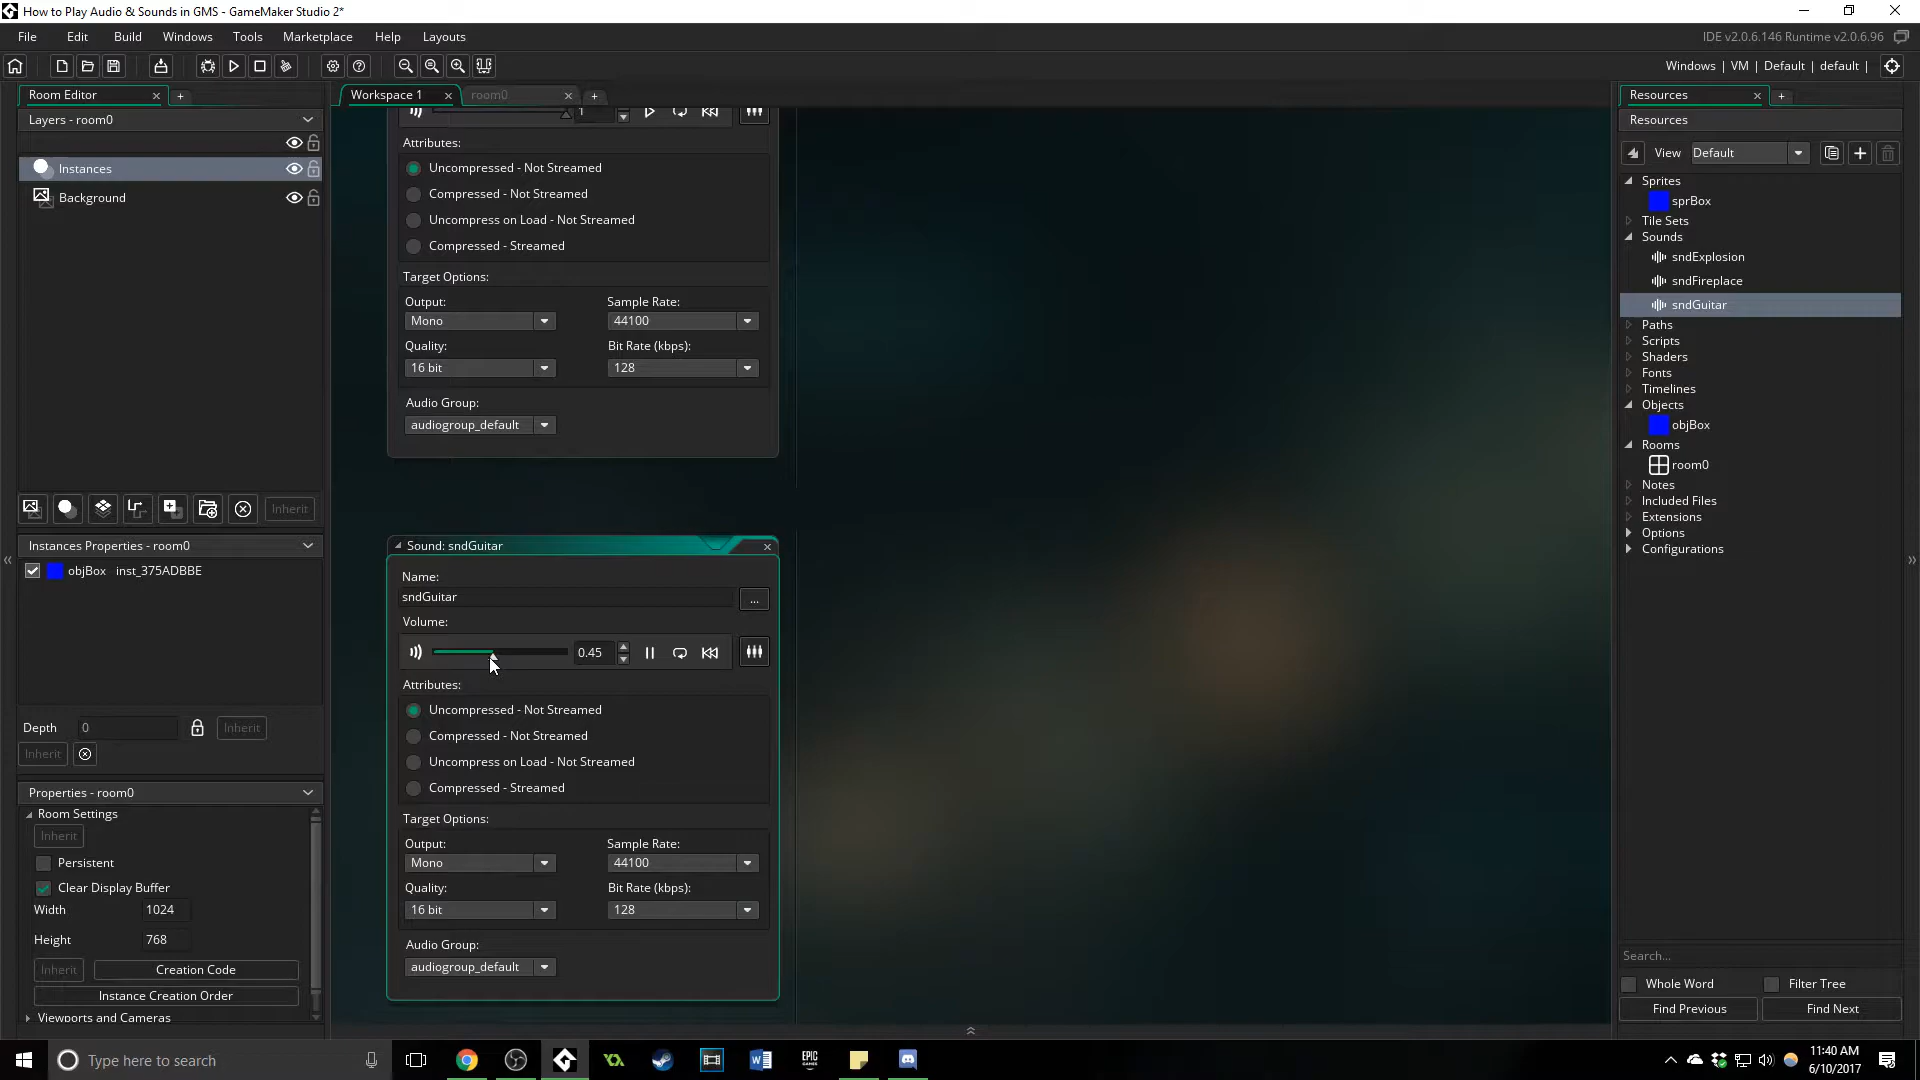 How to Play Audio & Sounds in GMS - GameMaker Studio 2*
File Edit Build Windows Tools Marketplace Help Layouts
IDE v2.0.6.146 Runtime v2.0.6.96
Windows | VM | Default | default |
Room Editor
Workspace 1
room0
Resources
Layers - room0
Resources
1
View Default
Instances
Background
Attributes:
Uncompressed - Not Streamed
Compressed - Not Streamed
Uncompress on Load - Not Streamed
Compressed - Streamed
Target Options:
Output: Sample Rate:
Mono 44100
Quality: Bit Rate (kbps):
16 bit 128
Audio Group:
audiogroup_default
Sprites
sprBox
Tile Sets
Sounds
sndExplosion
sndFireplace
sndGuitar
Paths
Scripts
Shaders
Fonts
Timelines
Objects
objBox
Rooms
room0
Notes
Included Files
Extensions
Options
Configurations
Inherit
Instances Properties - room0
objBox inst_375ADBBE
Depth 0 Inherit
Inherit
Properties - room0
Room Settings
Inherit
Persistent
Clear Display Buffer
Width 1024
Height 768
Inherit Creation Code
Instance Creation Order
Viewports and Cameras
Sound: sndGuitar
Name:
sndGuitar ...
Volume:
0.45
Attributes:
Uncompressed - Not Streamed
Compressed - Not Streamed
Uncompress on Load - Not Streamed
Compressed - Streamed
Target Options:
Output: Sample Rate:
Mono 44100
Quality: Bit Rate (kbps):
16 bit 128
Audio Group:
audiogroup_default
Search...
Whole Word Filter Tree
Find Previous Find Next
Type here to search
EPIC
GAMES
11:40 AM
6/10/2017